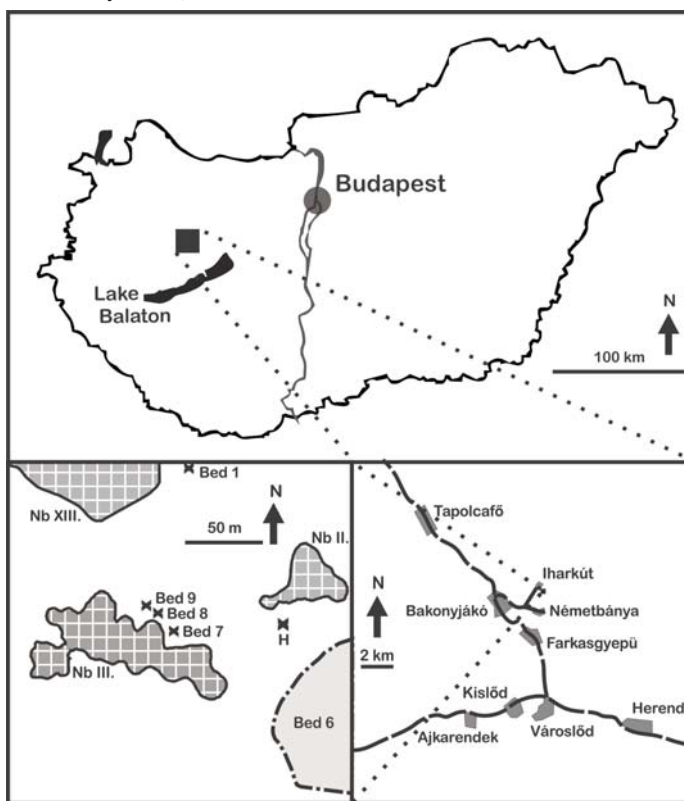 Budapest
Lake
Balaton
N
100 km
Bed 1
Nb XIII.
N
50 m
Nb II.
Bed 9
Bed 8
Bed 7
H
Nb III.
Bed 6
Tapolcafő
Iharkút
N
Bakonyjákó
Németbánya
Farkasgyepü
2 km
Kislőd
Herend
Ajkarendek
Városlőd